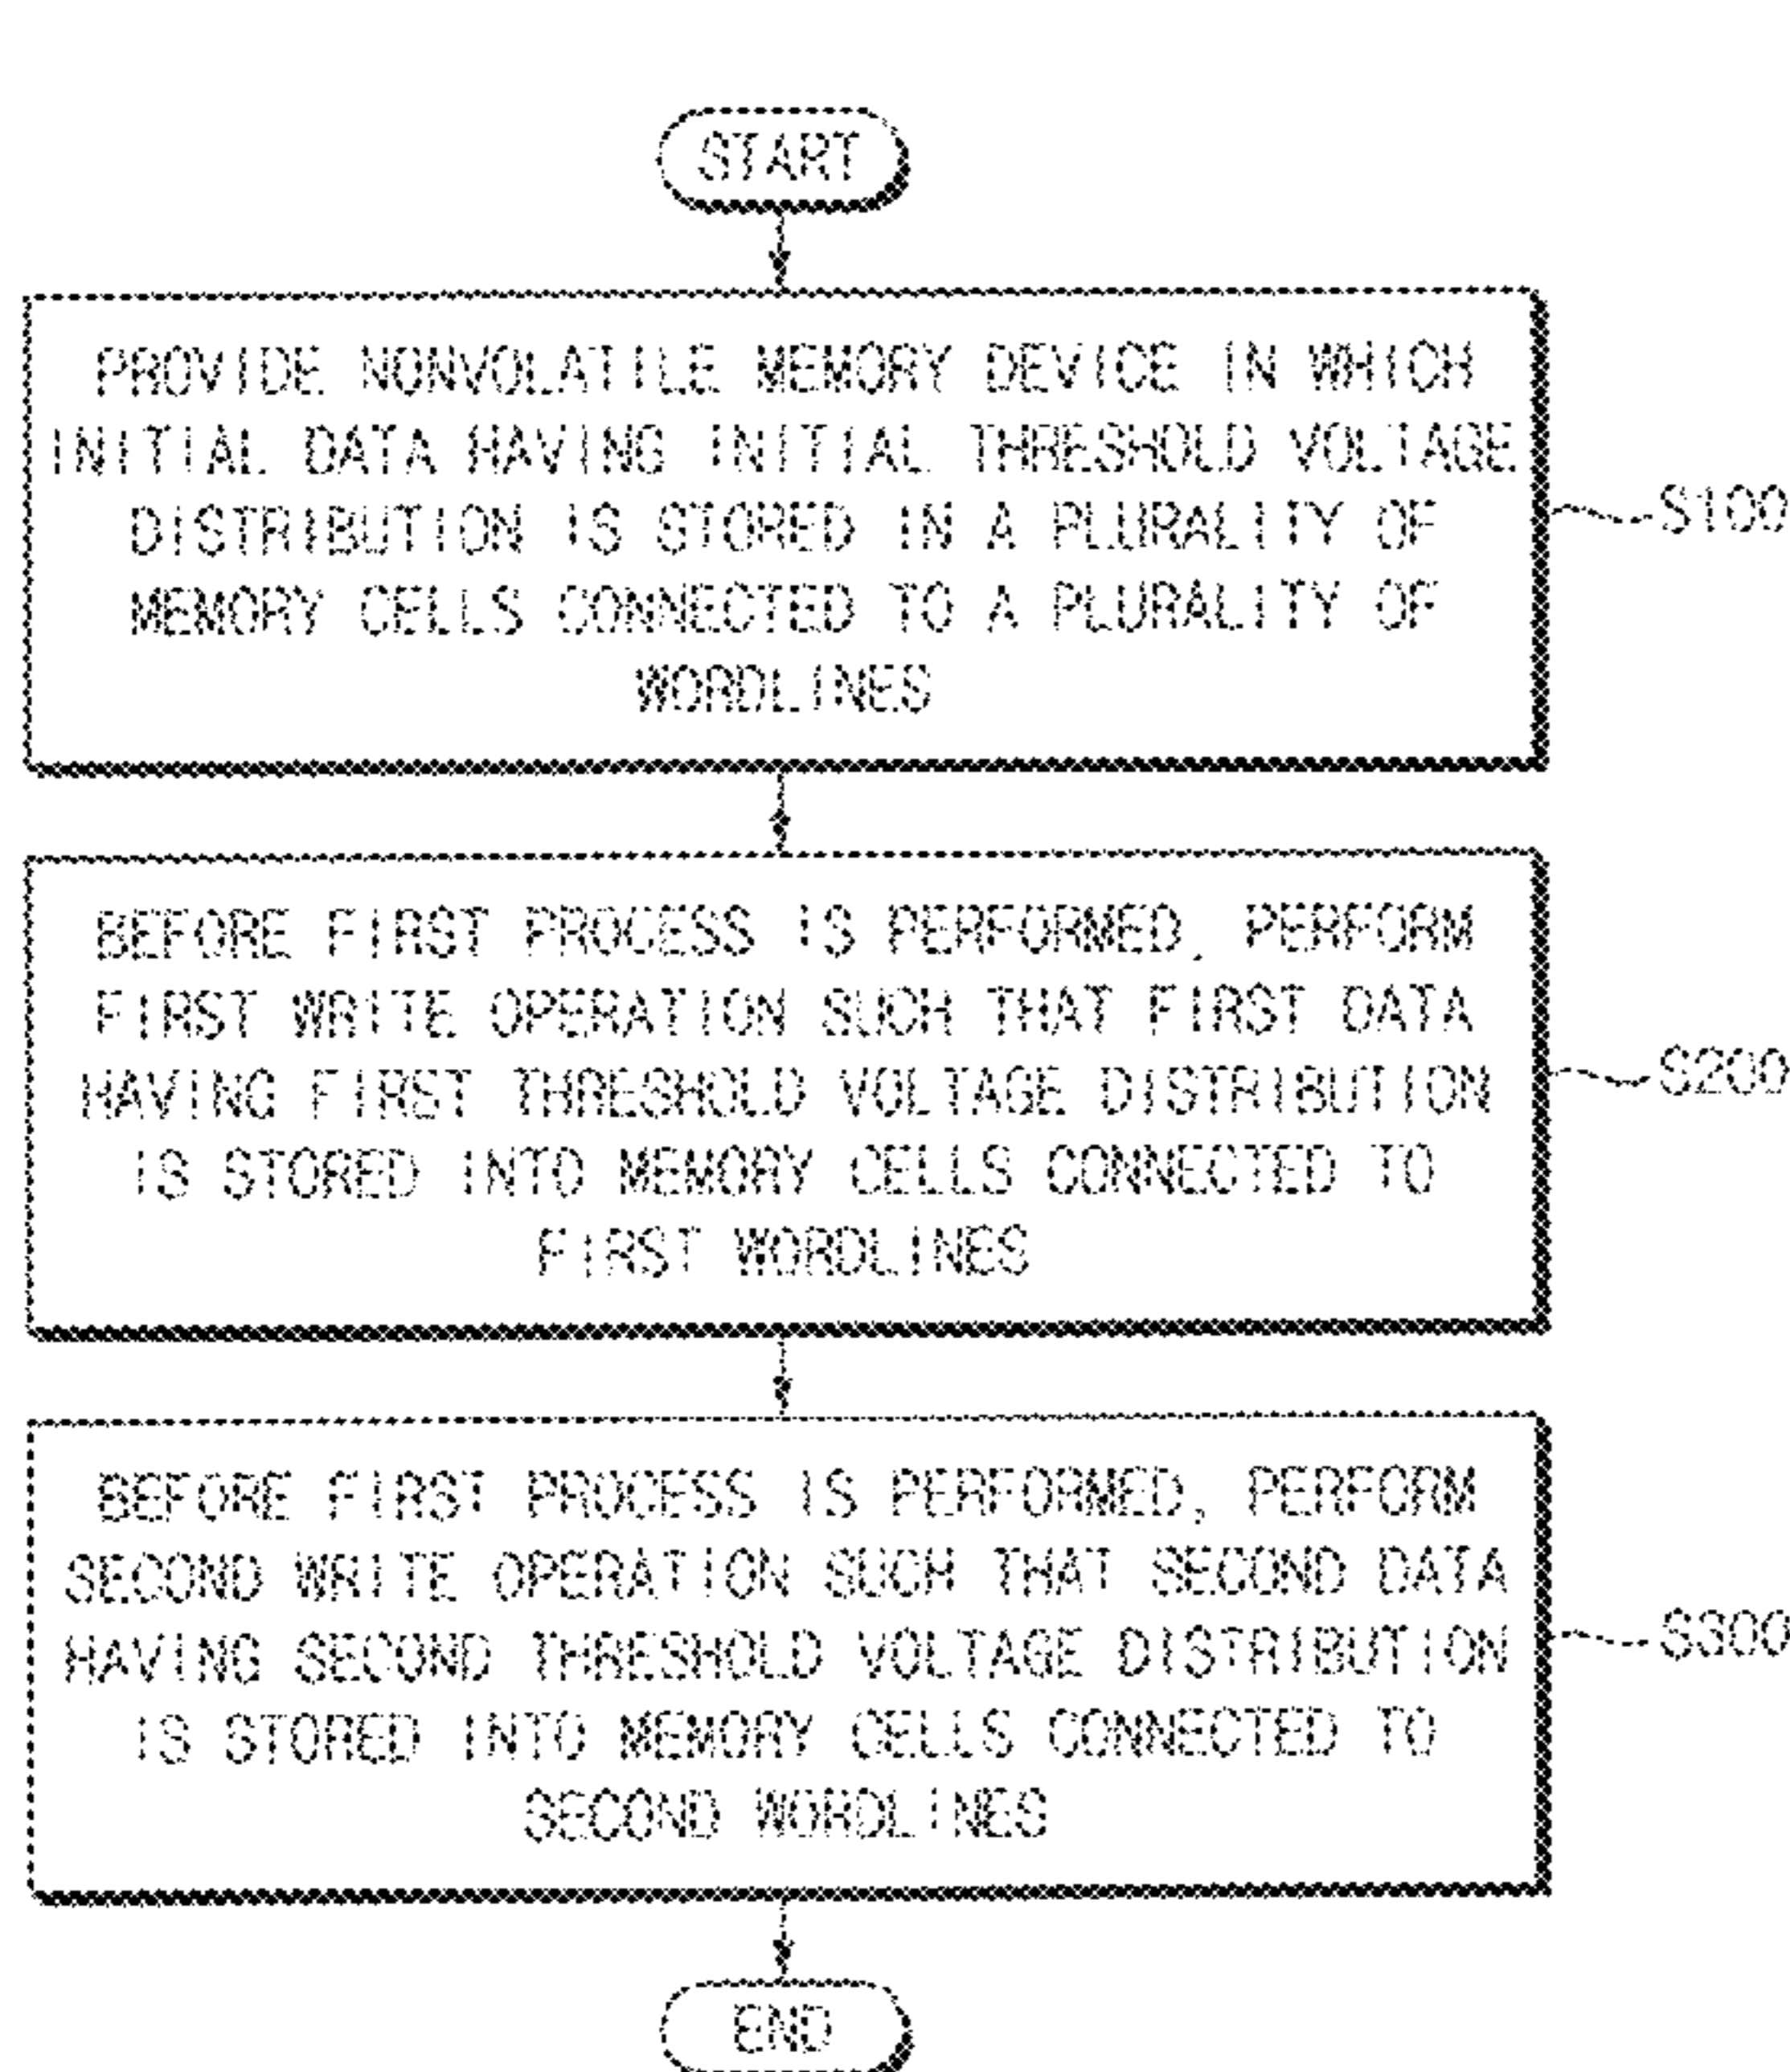 START
PROVIDE NONVOLATILE MEMORY DEVICE IN WHICH
INITIAL DATA HAVING INITIAL THRESHOLD VOLTAGE
DISTRIBUTION IS STORED IN A PLURALITY OF
MEMORY CELLS CONNECTED TO A PLURALITY OF
WORDLINES
S100
BEFORE FIRST PROCESS IS PERFORMED, PERFORM
FIRST WRITE OPERATION SUCH THAT FIRST DATA
HAVING FIRST THRESHOLD VOLTAGE DISTRIBUTION
IS STORED INTO MEMORY CELLS CONNECTED TO
FIRST WORDLINES
S200
BEFORE FIRST PROCESS IS PERFORMED, PERFORM
SECOND WRITE OPERATION SUCH THAT SECOND DATA
HAVING SECOND THRESHOLD VOLTAGE DISTRIBUTION
IS STORED INTO MEMORY CELLS CONNECTED TO
SECOND WORDLINES
S300
END